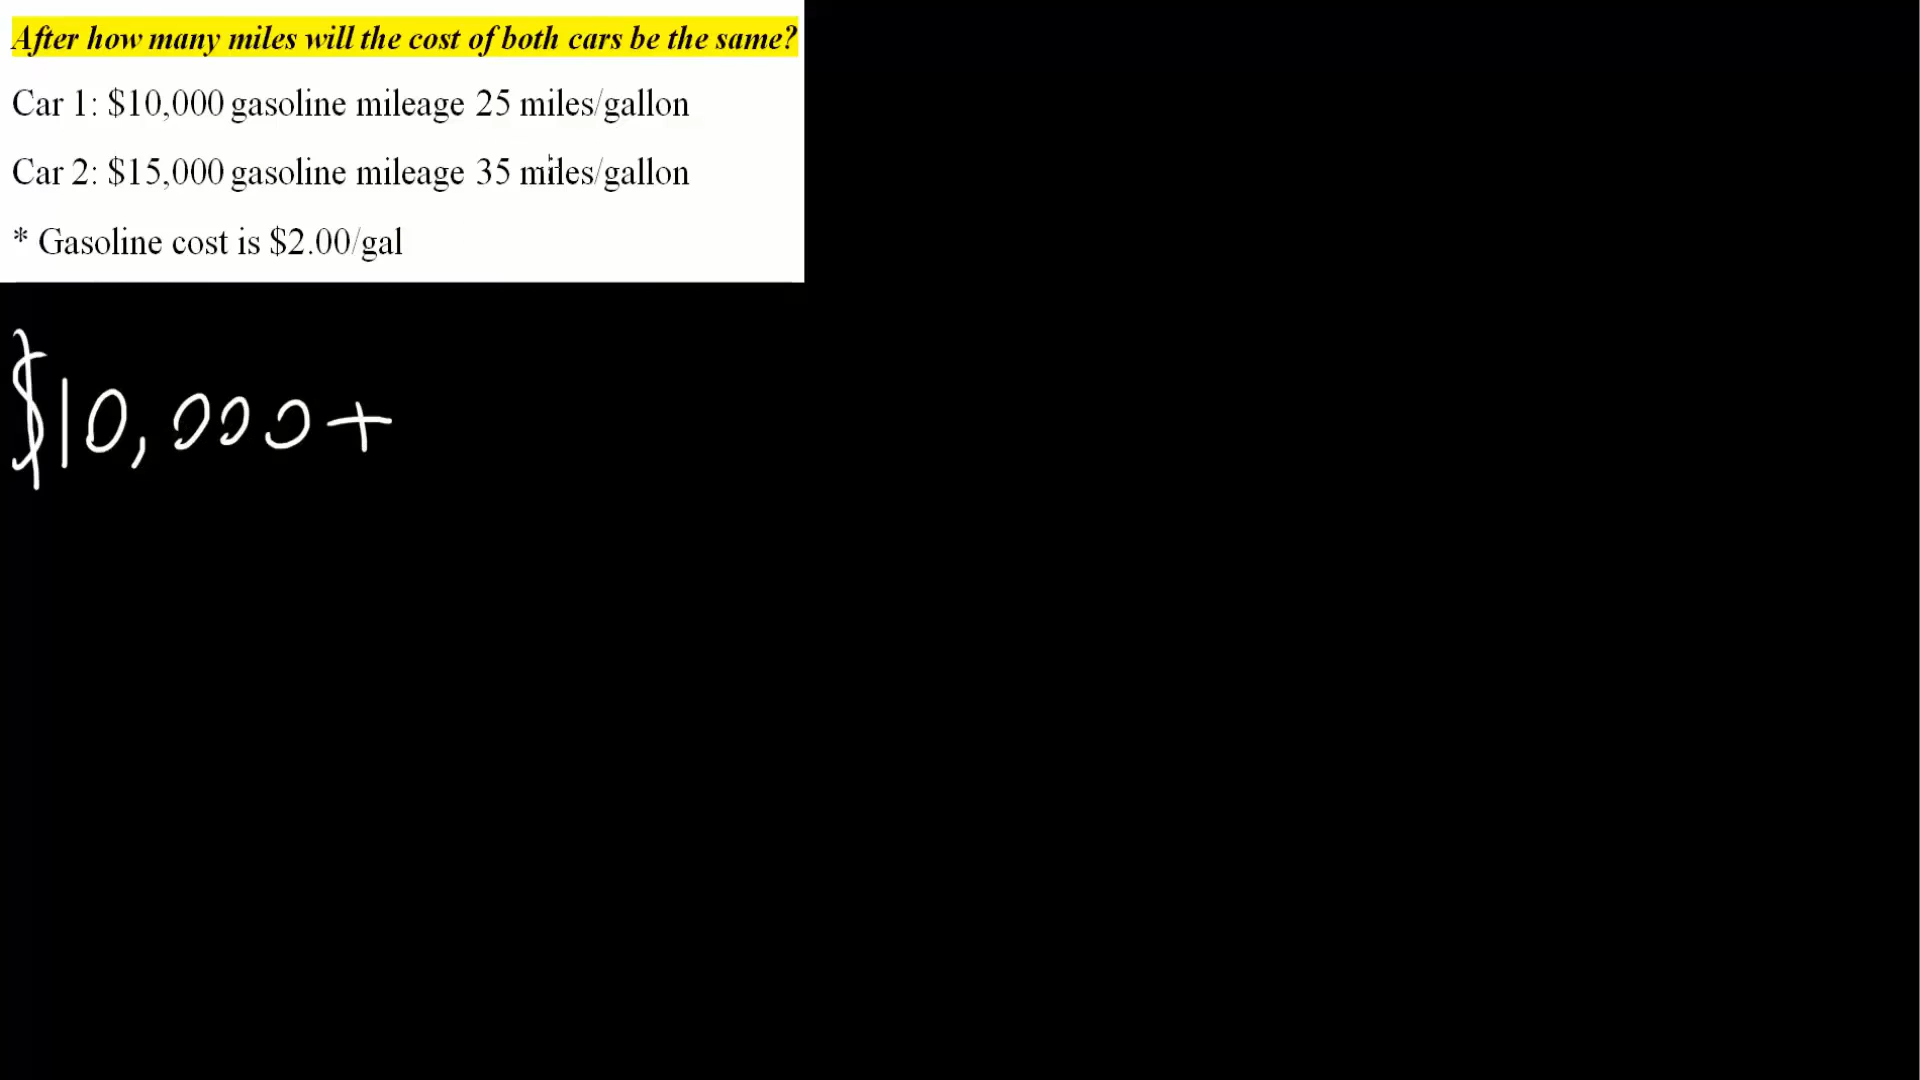 After how many miles will the cost of both cars be the same?
Car 1: $10,000 gasoline mileage 25 miles/gallon
Car 2: $15,000 gasoline mileage 35 miles/gallon
* Gasoline cost is $2.00/gal
$10,000+